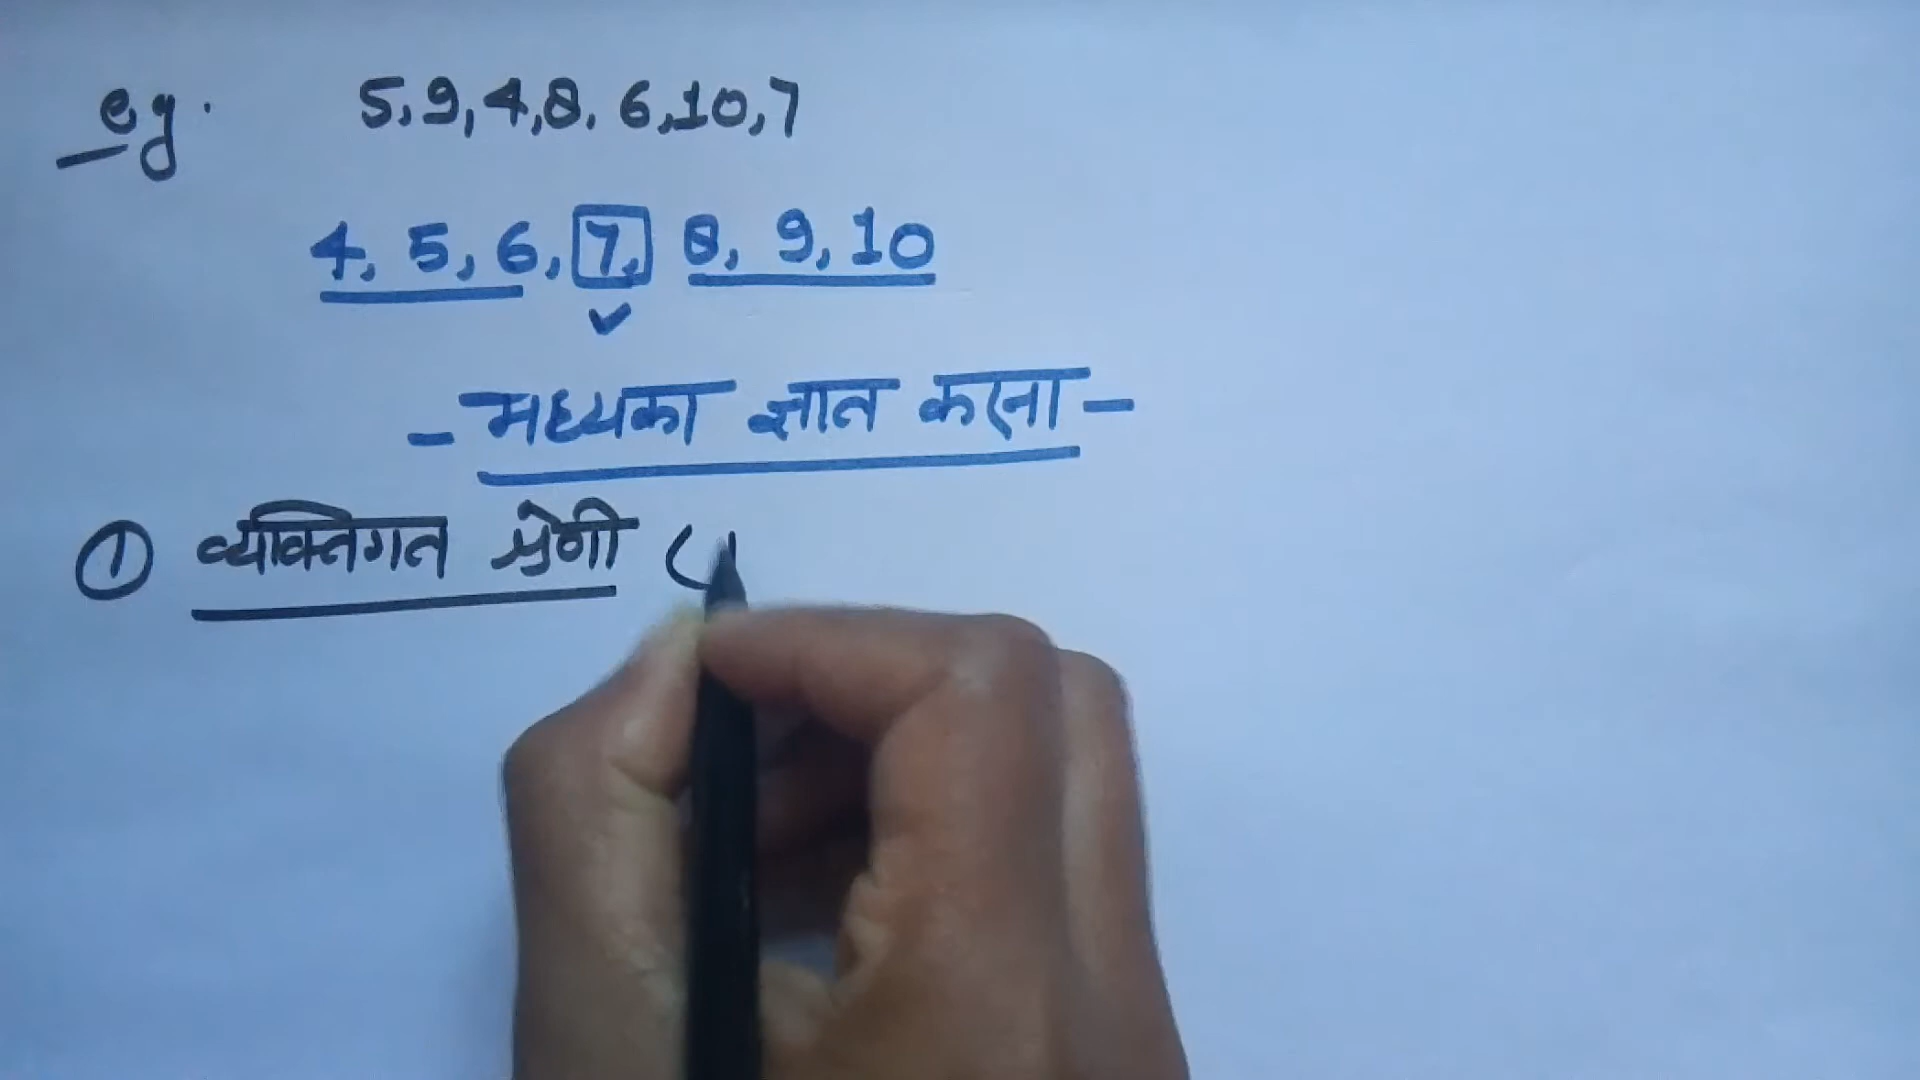 eg. 5, 9, 4, 8, 6, 10, 7
4, 5, 6, 7, 8, 9, 10
- मध्यका ज्ञात करना -
① व्यक्तिगत श्रेणी (